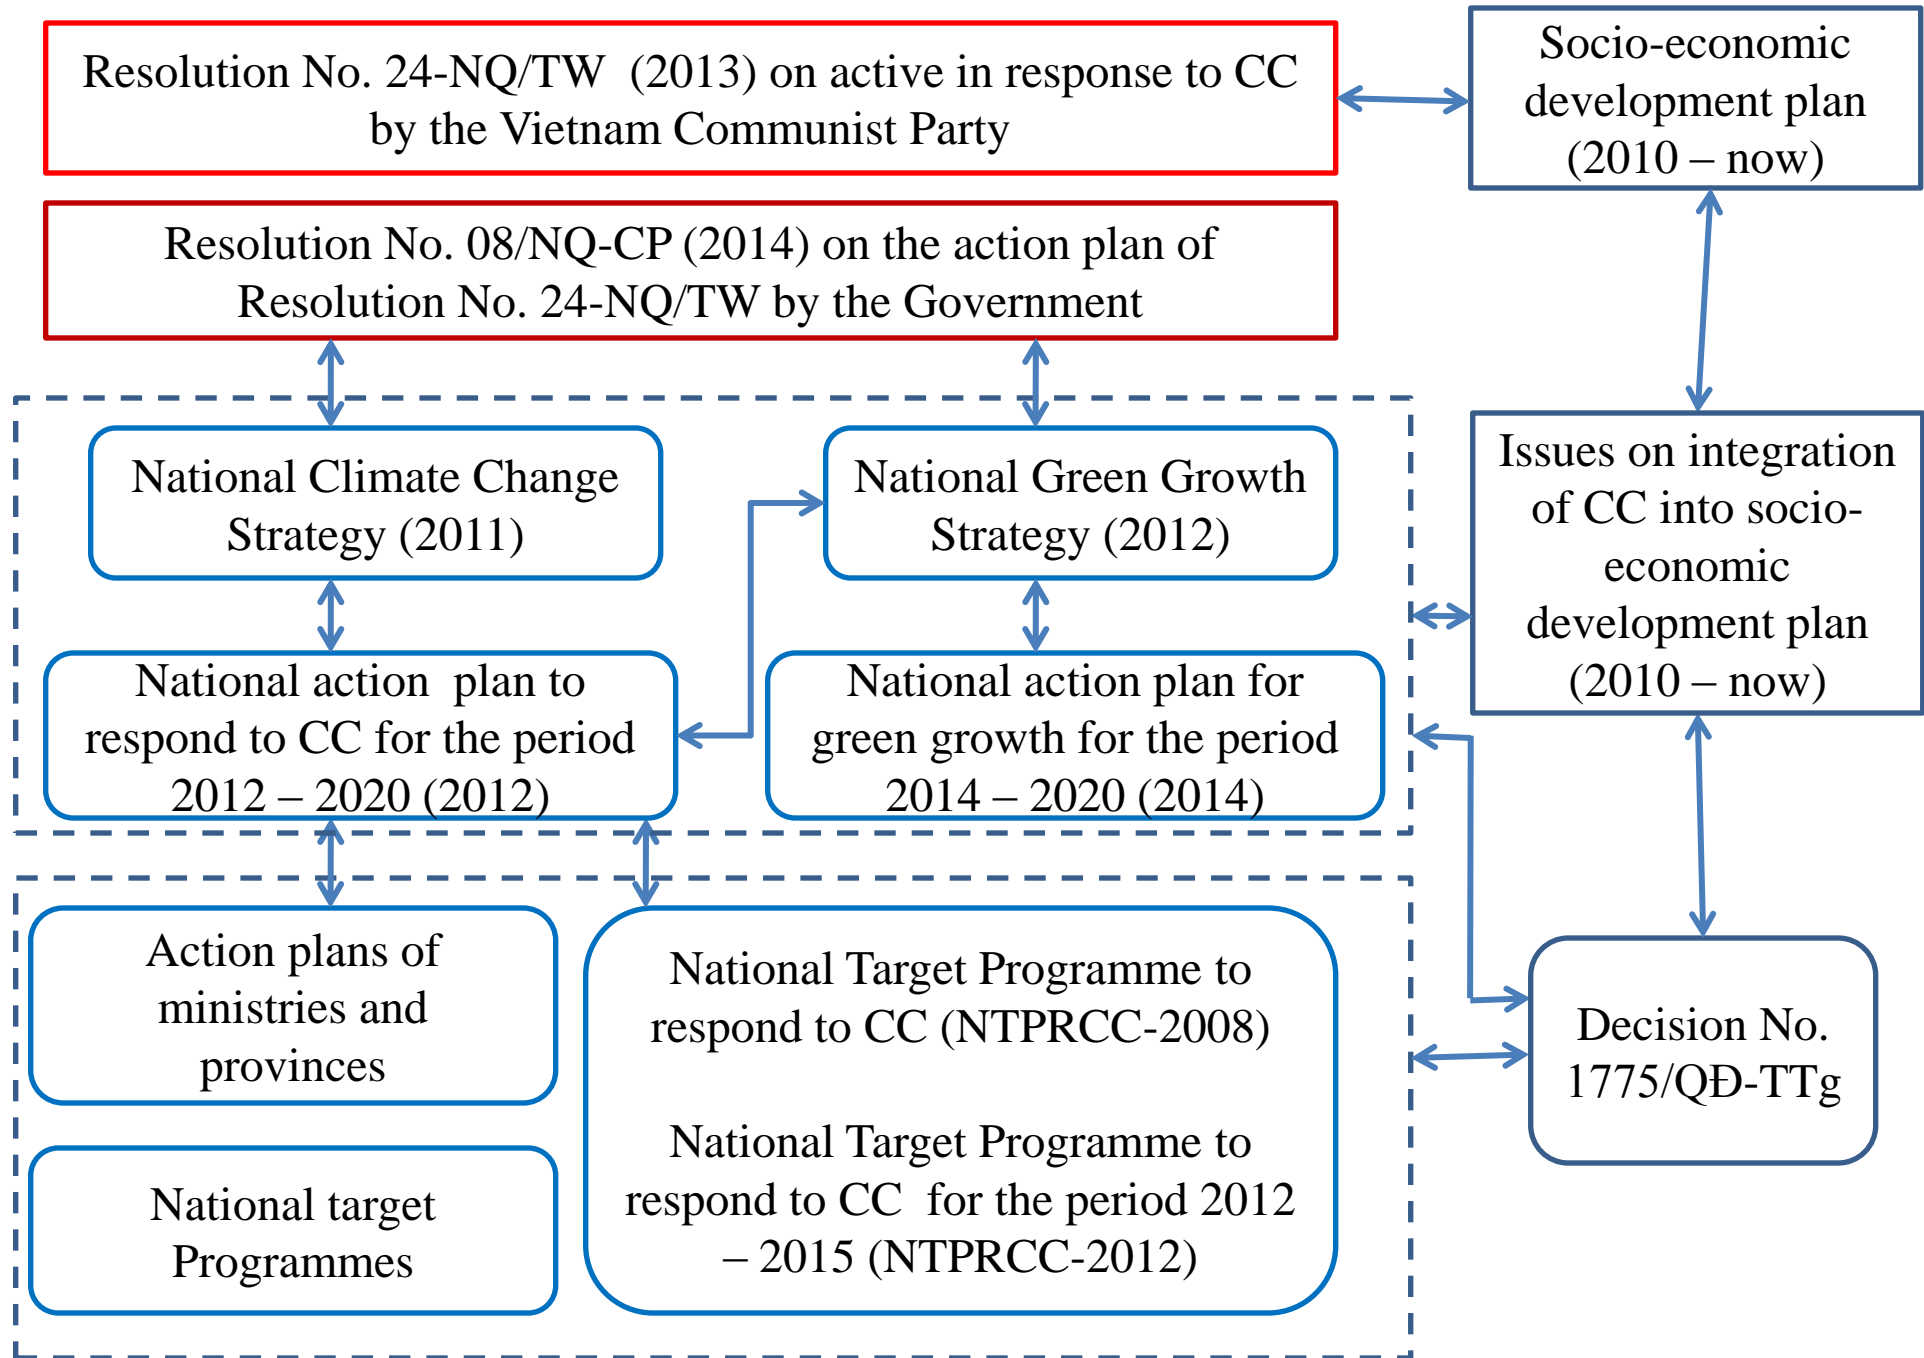 Resolution No. 24-NQ/TW (2013) on active in response to CC
by the Vietnam Communist Party
Socio-economic
development plan
(2010 – now)
Resolution No. 08/NQ-CP (2014) on the action plan of
Resolution No. 24-NQ/TW by the Government
National Climate Change
Strategy (2011)
National Green Growth
Strategy (2012)
Issues on integration
of CC into socio-
economic
development plan
(2010 – now)
National action plan to
respond to CC for the period
2012 – 2020 (2012)
National action plan for
green growth for the period
2014 – 2020 (2014)
Action plans of
ministries and
provinces
National Target Programme to
respond to CC (NTPRCC-2008)
National Target Programme to
respond to CC for the period 2012
– 2015 (NTPRCC-2012)
Decision No.
1775/QĐ-TTg
National target
Programmes